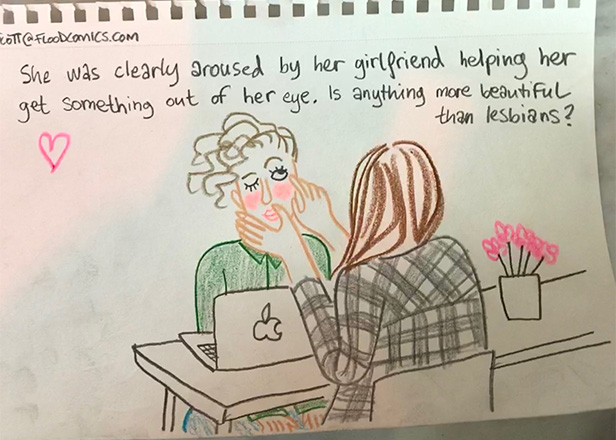 cott@Floodcomics.com
She was clearly aroused by her girlfriend helping her
get something out of her eye. Is anything more beautiful
than lesbians?